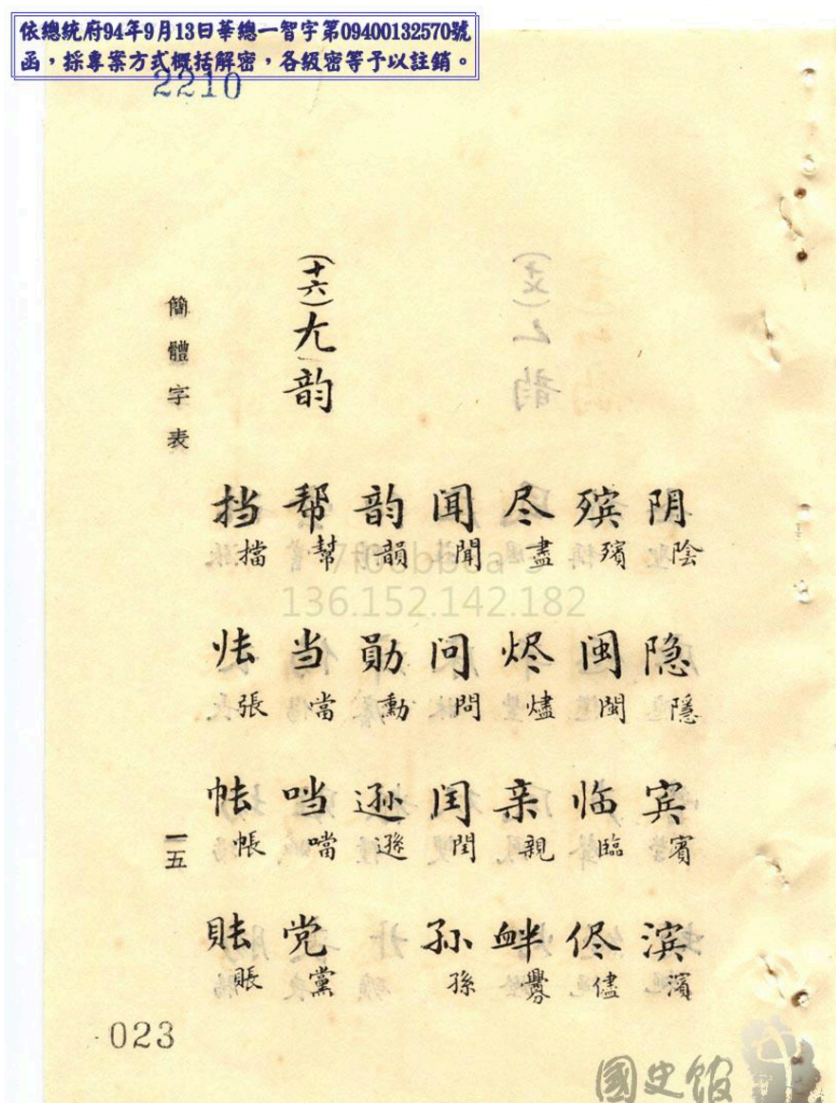 依總統府94年9月13日華總一智字第09400132570號
函，採專案方式概括解密，各級密等予以註銷。
2210
阴陰 隐隱 宾賓 滨濱
殡殯 闽閩 临臨 侭儘
尽盡 烬燼 亲親 衅釁
闻聞 问問 闰閏 孙孫
韵韻 勋勳 逊遜
(十六)ㄤ韵 帮幫 当當 噹 党黨
挡擋 张張 帐帳 账賬
簡體字表 一五
136.152.142.182
023
國史館